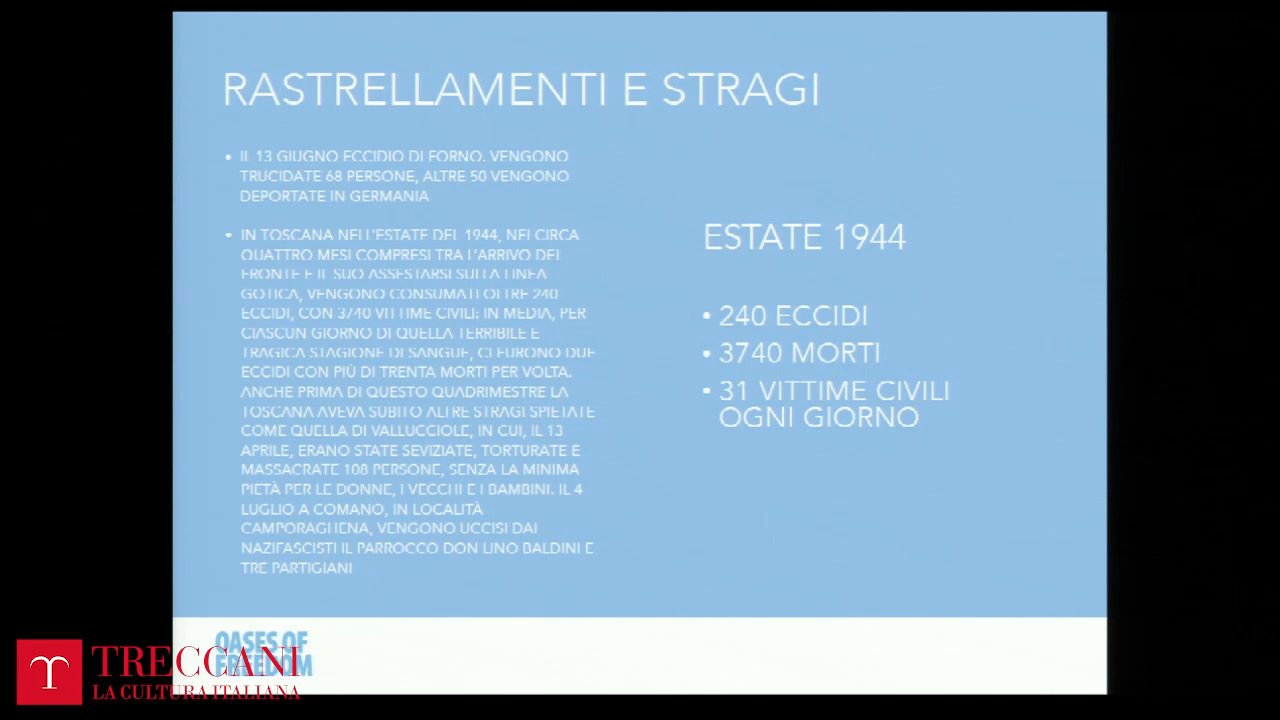 RASTRELLAMENTI E STRAGI
• IL 13 GIUGNO ECCIDIO DI FORNO. VENGONO
TRUCIDATE 68 PERSONE, ALTRE 50 VENGONO
DEPORTATE IN GERMANIA
• IN TOSCANA NELL'ESTATE DEL 1944, NEI CIRCA
QUATTRO MESI COMPRESI TRA L'ARRIVO DEL
FRONTE E IL SUO ASSESTARSI SULLA LINEA
GOTICA, VENGONO CONSUMATI OLTRE 240
ECCIDI, CON 3740 VITTIME CIVILI: IN MEDIA, PER
CIASCUN GIORNO DI QUELLA TERRIBILE E
TRAGICA STAGIONE DI SANGUE, CI FURONO DUE
ECCIDI CON PIÙ DI TRENTA MORTI PER VOLTA.
ANCHE PRIMA DI QUESTO QUADRIMESTRE LA
TOSCANA AVEVA SUBITO ALTRE STRAGI SPIETATE
COME QUELLA DI VALLUCCIOLE, IN CUI, IL 13
APRILE, ERANO STATE SEVIZIATE, TORTURATE E
MASSACRATE 108 PERSONE, SENZA LA MINIMA
PIETÀ PER LE DONNE, I VECCHI E I BAMBINI. IL 4
LUGLIO A COMANO, IN LOCALITÀ
CAMPORAGHENA, VENGONO UCCISI DAI
NAZIFASCISTI IL PARROCO DON LINO BALDINI E
TRE PARTIGIANI
ESTATE 1944
• 240 ECCIDI
• 3740 MORTI
• 31 VITTIME CIVILI
OGNI GIORNO
OASES OF
FREEDOM
TRECCANI
LA CULTURA ITALIANA